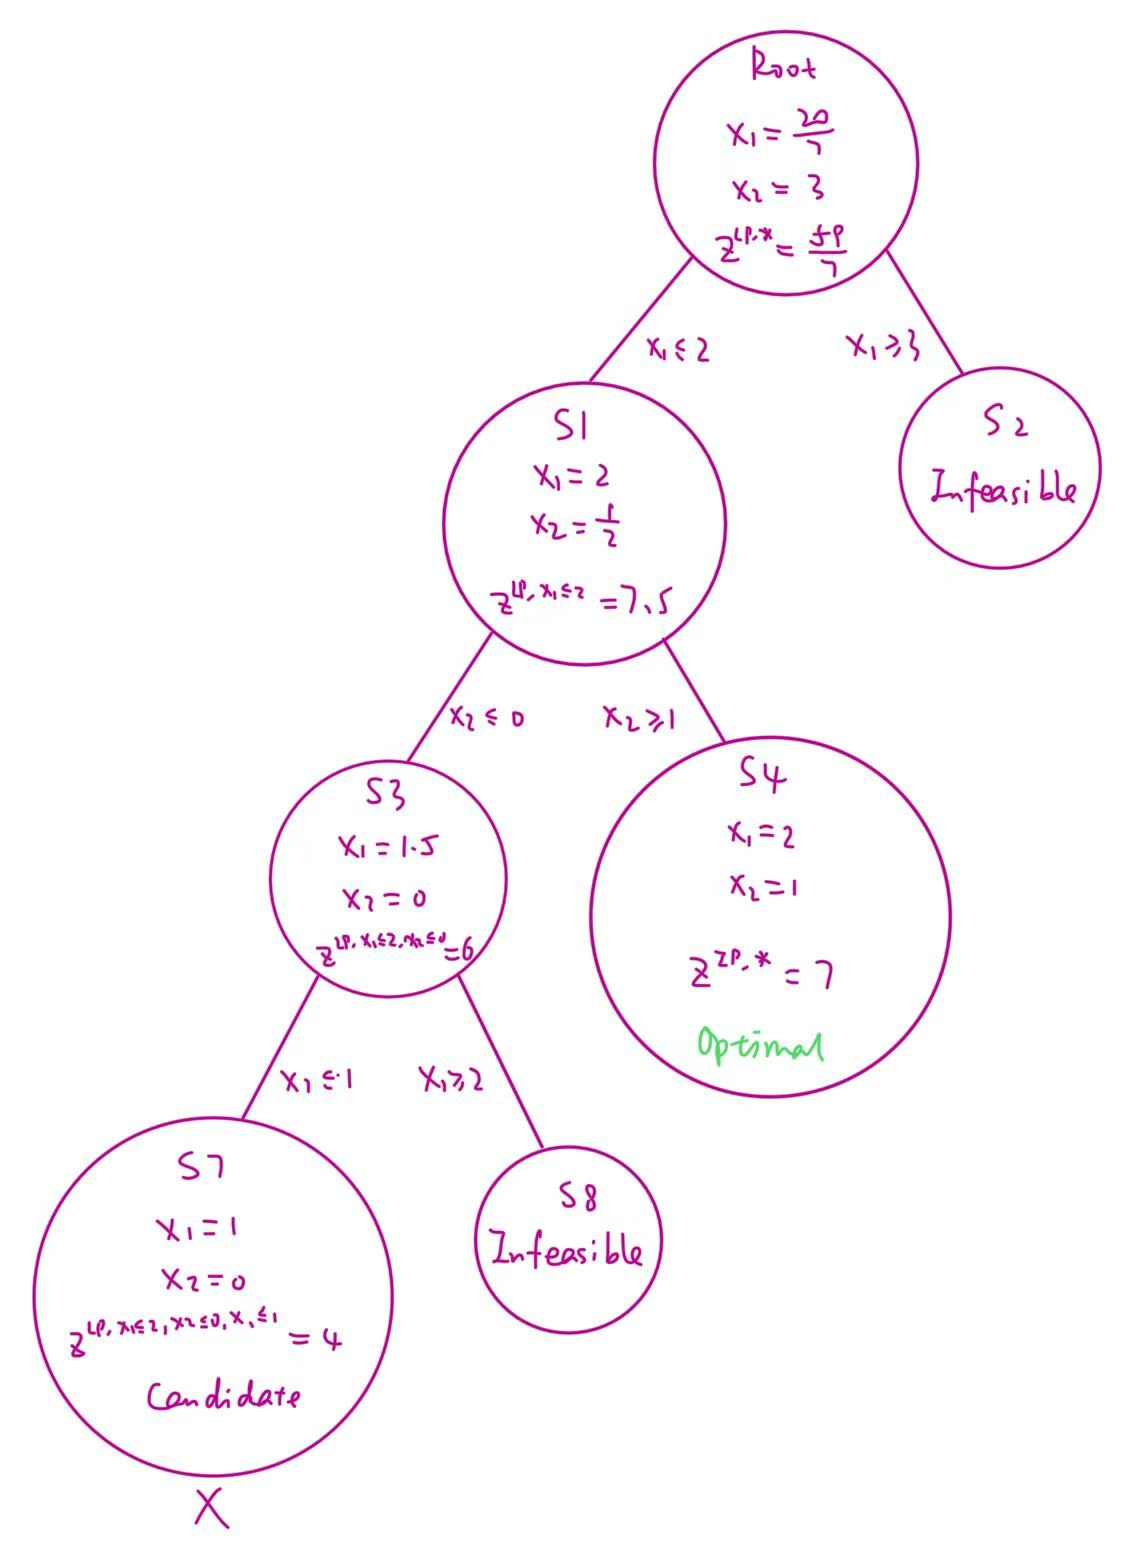 Root
x₁ = 20/7
x₂ = 3
Z^{LP,*} = 59/7
x₁ ≤ 2
x₁ ≥ 3
S1
x₁ = 2
x₂ = 1/2
Z^{LP, x₁≤2} = 7.5
S2
Infeasible
x₂ ≤ 0
x₂ ≥ 1
S3
x₁ = 1.5
x₂ = 0
Z^{LP, x₁≤2, x₂≤0} = 6
S4
x₁ = 2
x₂ = 1
Z^{IP,*} = 7
Optimal
x₁ ≤ 1
x₁ ≥ 2
S7
x₁ = 1
x₂ = 0
Z^{LP, x₁≤2, x₂≤0, x₁≤1} = 4
Candidate
S8
Infeasible
X